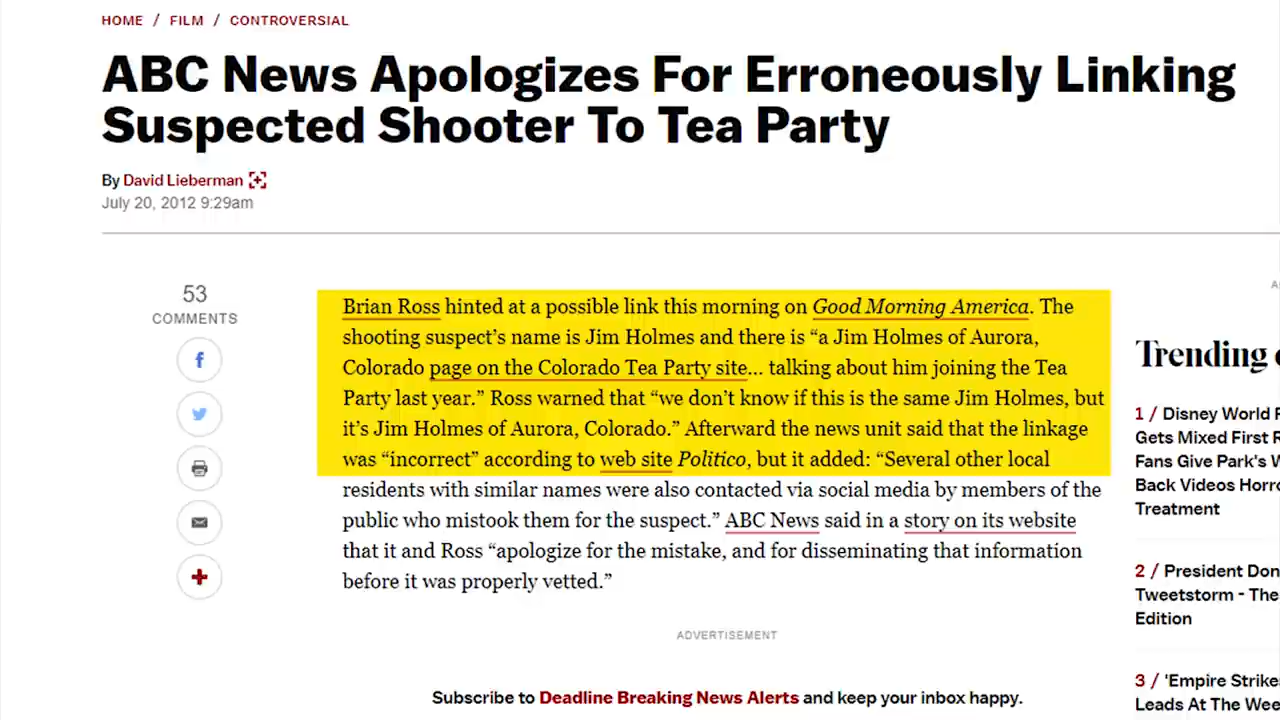 HOME / FILM / CONTROVERSIAL
ABC News Apologizes For Erroneously Linking
Suspected Shooter To Tea Party
By David Lieberman
July 20, 2012 9:29am
53
COMMENTS
Brian Ross hinted at a possible link this morning on Good Morning America. The
shooting suspect’s name is Jim Holmes and there is “a Jim Holmes of Aurora,
Colorado page on the Colorado Tea Party site… talking about him joining the Tea
Party last year.” Ross warned that “we don’t know if this is the same Jim Holmes, but
it’s Jim Holmes of Aurora, Colorado.” Afterward the news unit said that the linkage
was “incorrect” according to web site Politico, but it added: “Several other local
residents with similar names were also contacted via social media by members of the
public who mistook them for the suspect.” ABC News said in a story on its website
that it and Ross “apologize for the mistake, and for disseminating that information
before it was properly vetted.”
ADVERTISEMENT
Subscribe to Deadline Breaking News Alerts and keep your inbox happy.
Trending
1 / Disney World
Gets Mixed First
Fans Give Park's
Back Videos
Treatment
2 / President
Tweetstorm - The
Edition
3 / 'Empire
Leads At The